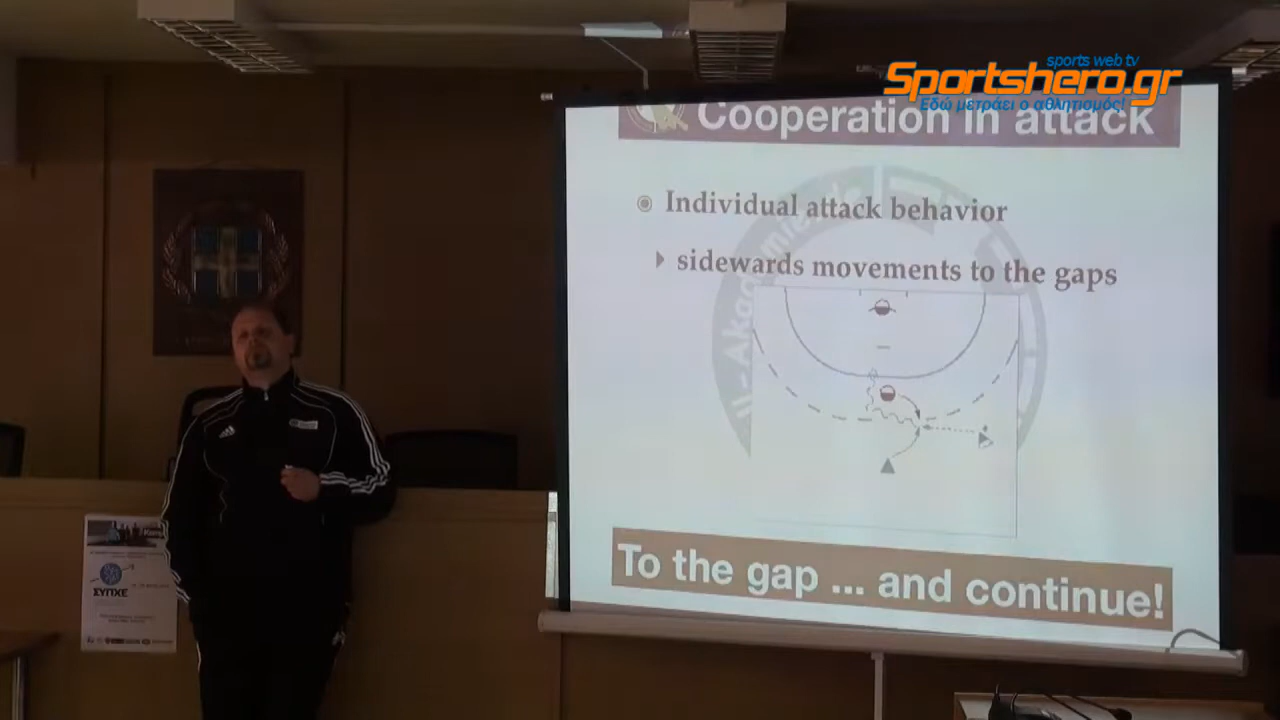 sports web tv
Sportshero.gr
Εδώ μετράει ο αθλητισμός!
Cooperation in attack
Individual attack behavior
sidewards movements to the gaps
To the gap ... and continue!
ΣΥΠΧΕ